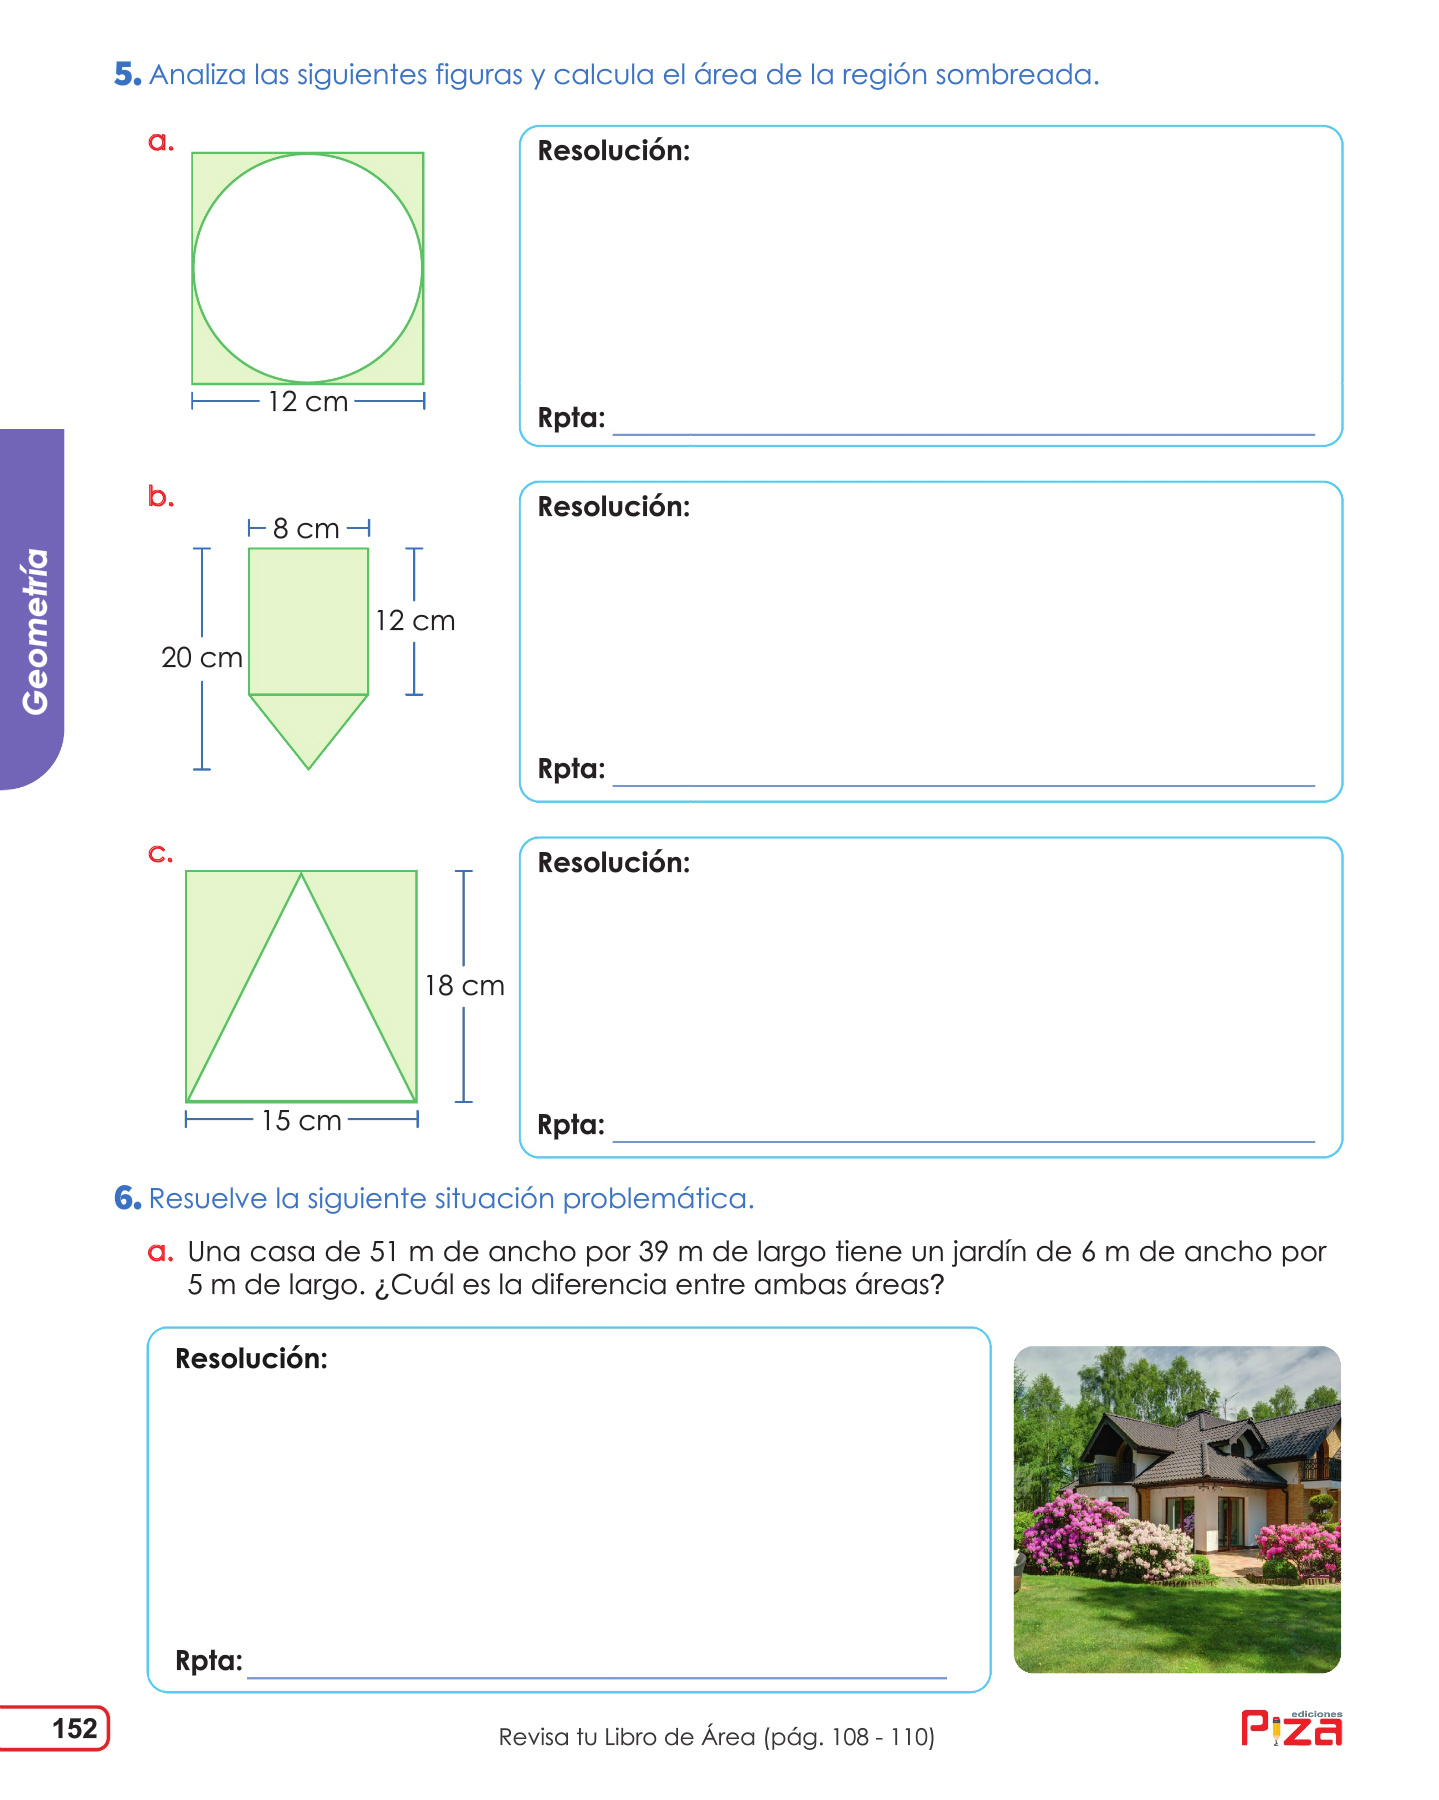 5. Analiza las siguientes figuras y calcula el área de la región sombreada.
a.
12 cm
Resolución:
Rpta:
b.
8 cm
12 cm
20 cm
Resolución:
Rpta:
c.
18 cm
15 cm
Resolución:
Rpta:
Geometría
6. Resuelve la siguiente situación problemática.
a. Una casa de 51 m de ancho por 39 m de largo tiene un jardín de 6 m de ancho por
5 m de largo. ¿Cuál es la diferencia entre ambas áreas?
Resolución:
Rpta:
152
Revisa tu Libro de Área (pág. 108 - 110)
ediciones
Piza